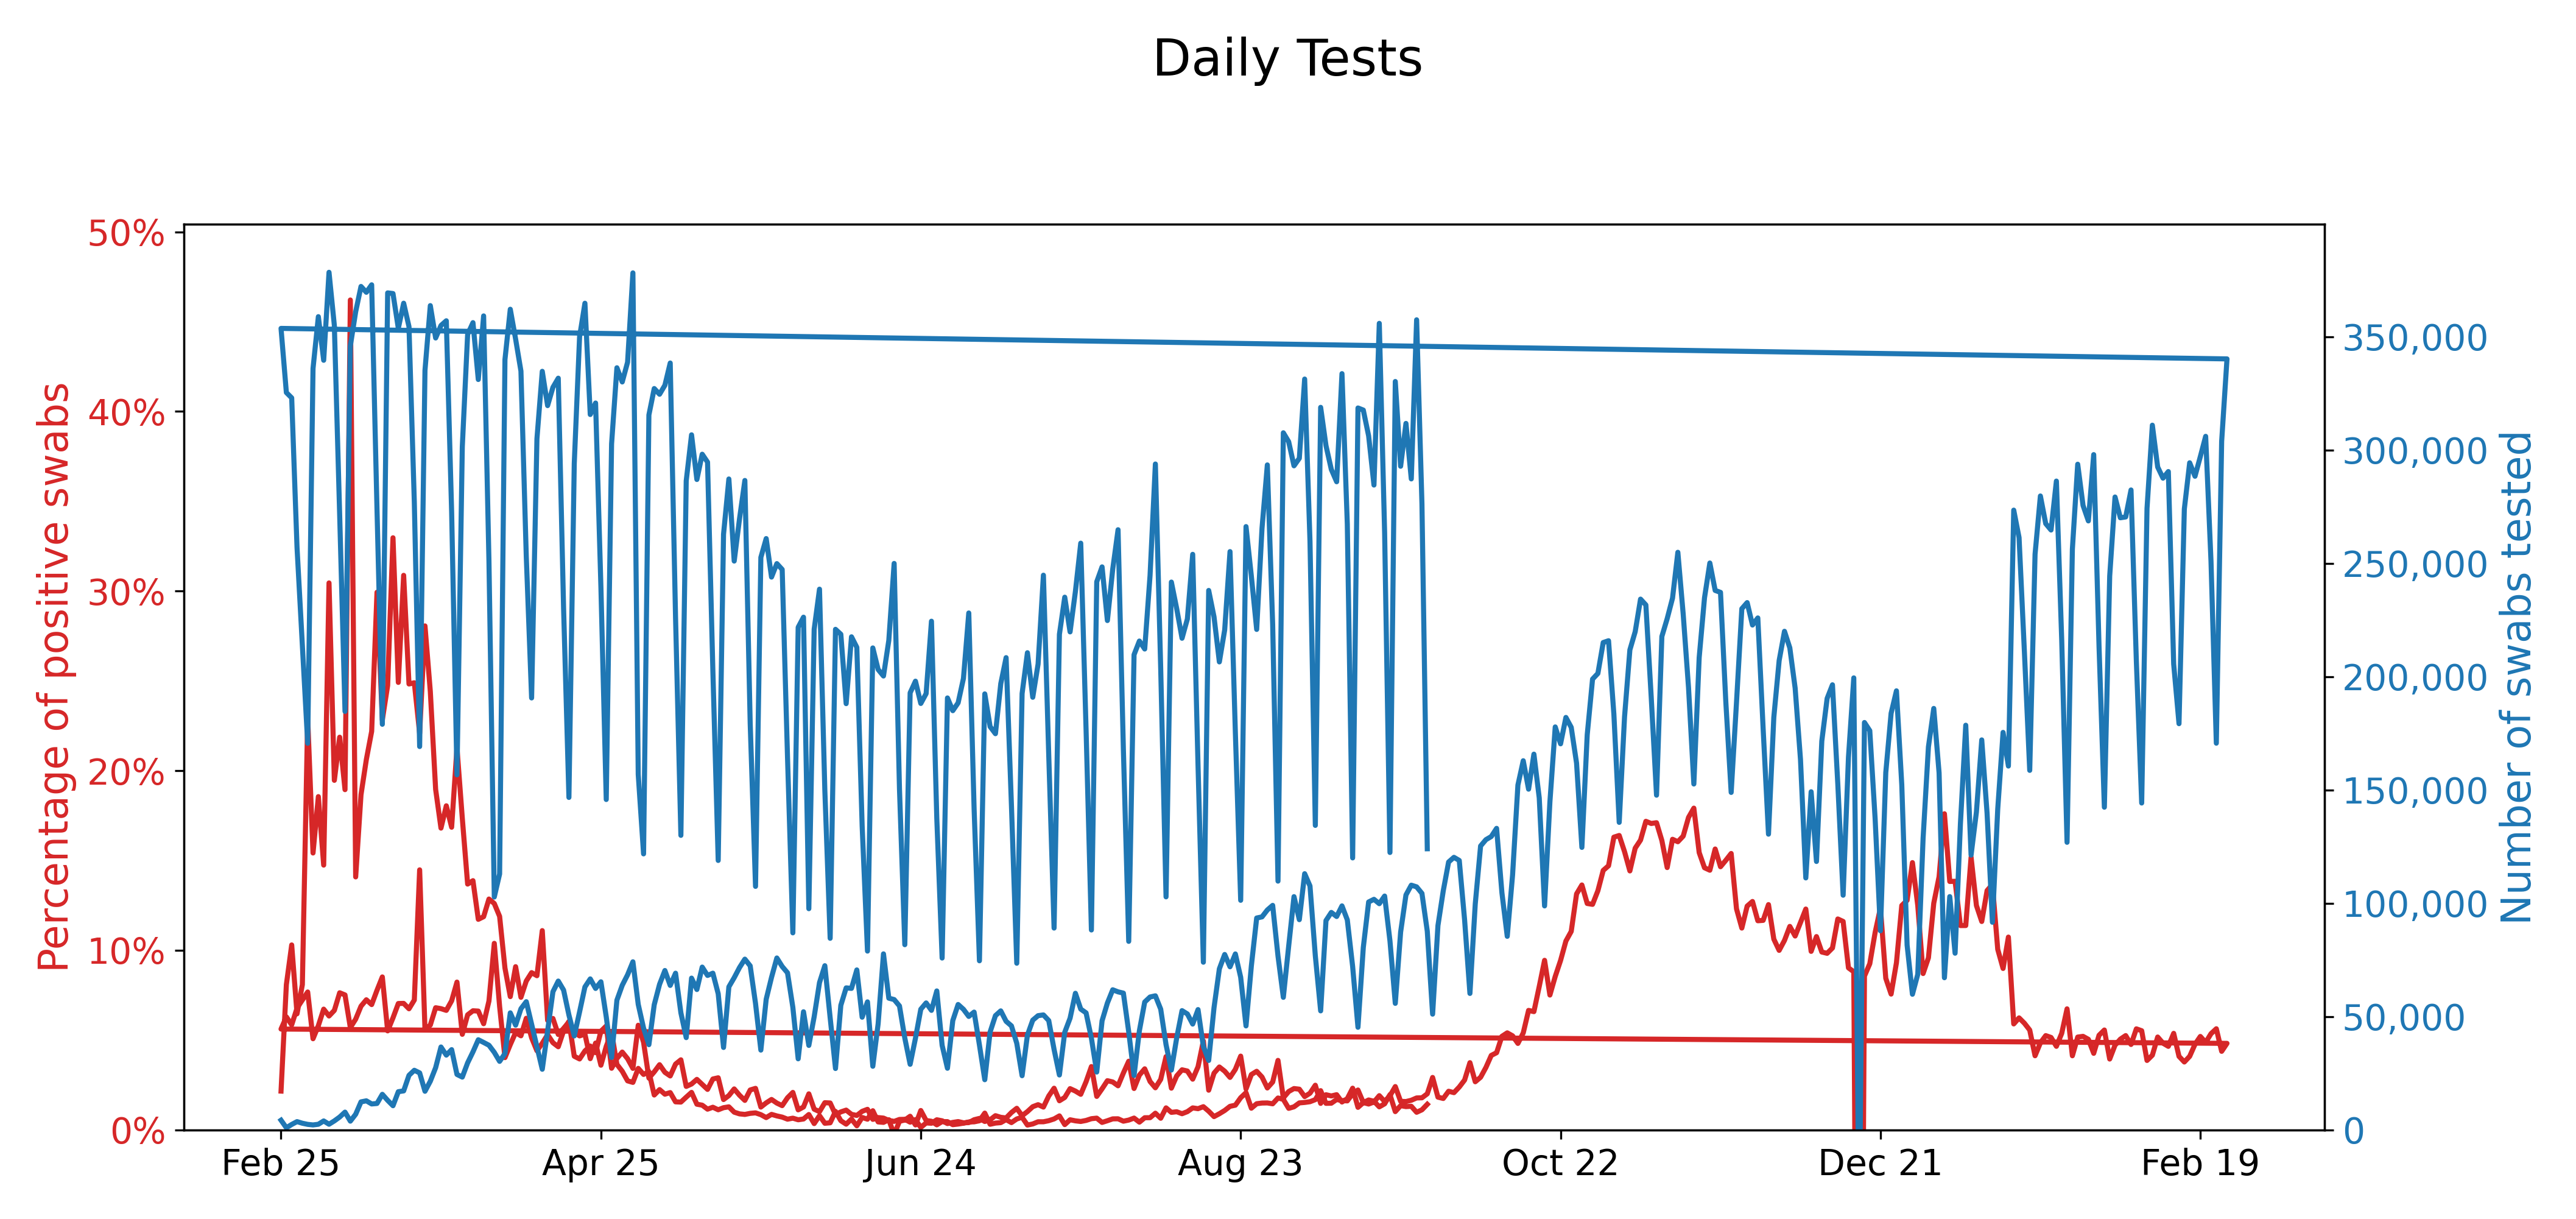 Daily Tests
50%
40%
30%
20%
10%
0%
Percentage of positive swabs
350,000
300,000
250,000
200,000
150,000
100,000
50,000
0
Number of swabs tested
Feb 25
Apr 25
Jun 24
Aug 23
Oct 22
Dec 21
Feb 19